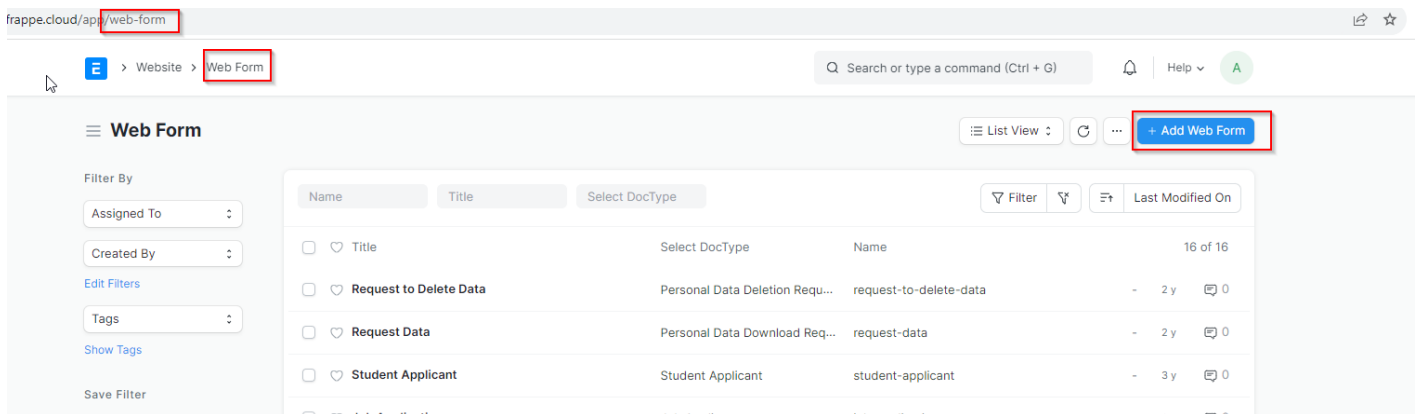 frappe.cloud/app/web-form
E > Website > Web Form Search or type a command (Ctrl + G) Help A
Web Form List View ... + Add Web Form
Filter By
Name Title Select DocType Filter Last Modified On
Assigned To
Created By
Title Select DocType Name 16 of 16
Edit Filters
Request to Delete Data Personal Data Deletion Requ... request-to-delete-data - 2 y 0
Tags
Request Data Personal Data Download Req... request-data - 2 y 0
Show Tags
Student Applicant Student Applicant student-applicant - 3 y 0
Save Filter